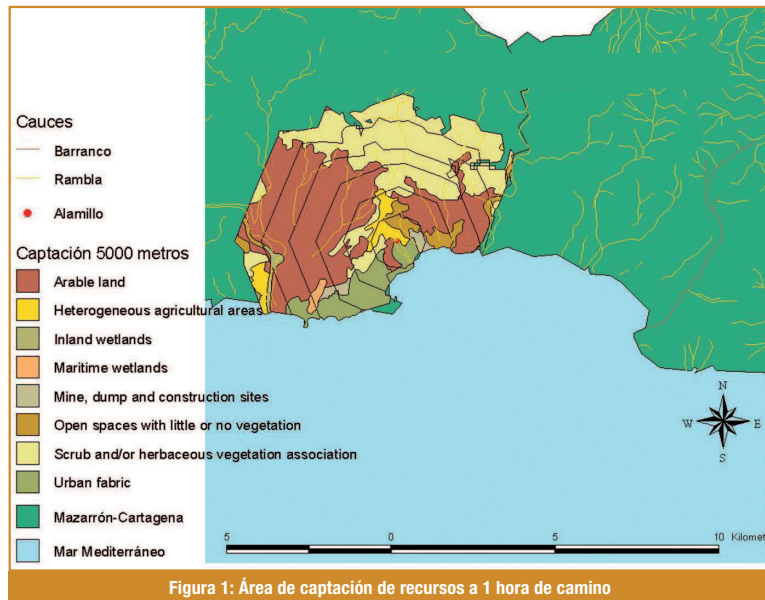 Cauces
Barranco
Rambla
Alamillo
Captación 5000 metros
Arable land
Heterogeneous agricultural areas
Inland wetlands
Maritime wetlands
Mine, dump and construction sites
Open spaces with little or no vegetation
Scrub and/or herbaceous vegetation association
Urban fabric
Mazarrón-Cartagena
Mar Mediterráneo
N
W E
S
5 0 5 10 Kilomet
Figura 1: Área de captación de recursos a 1 hora de camino